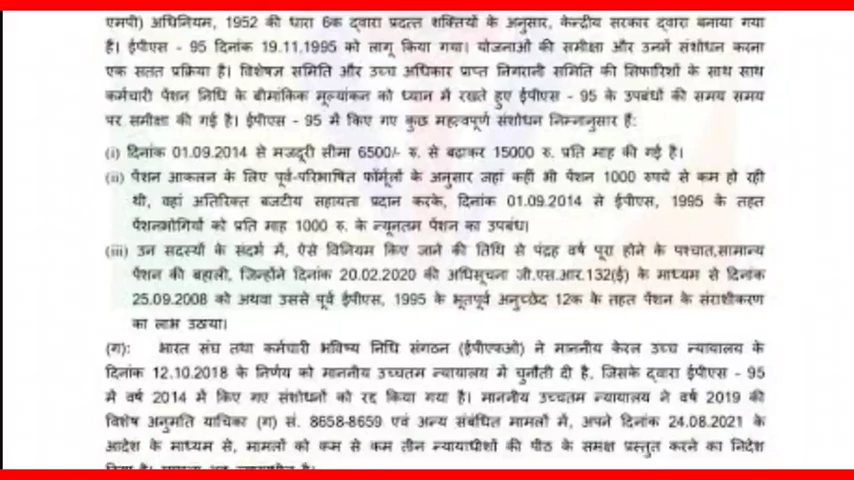 एमपी) अधिनियम, 1952 की धारा 6क द्वारा प्रदत्त शक्तियों के अनुसार, केन्द्रीय सरकार द्वारा बनाया गया
है। ईपीएस - 95 दिनांक 19.11.1995 को लागू किया गया। योजनाओं की समीक्षा और उनमें संशोधन करना
एक सतत प्रक्रिया है। विशेषज्ञ समिति और उच्च अधिकार प्राप्त निगरानी समिति की सिफारिशों के साथ साथ
कर्मचारी पेंशन निधि के बीमांकिक मूल्यांकन को ध्यान में रखते हुए ईपीएस - 95 के उपबंधों की समय समय
पर समीक्षा की गई है। ईपीएस - 95 में किए गए कुछ महत्वपूर्ण संशोधन निम्नानुसार हैं:
(i) दिनांक 01.09.2014 से मजदूरी सीमा 6500/- रु. से बढ़ाकर 15000 रु. प्रति माह की गई है।
(ii) पेंशन आकलन के लिए पूर्व-परिभाषित फॉर्मूलों के अनुसार जहां कहीं भी पेंशन 1000 रुपये से कम हो रही
थी, वहां अतिरिक्त बजटीय सहायता प्रदान करके, दिनांक 01.09.2014 से ईपीएस, 1995 के तहत
पेंशनभोगियों को प्रति माह 1000 रु. के न्यूनतम पेंशन का उपबंध।
(iii) उन सदस्यों के संदर्भ में, ऐसे विनियम किए जाने की तिथि से पंद्रह वर्ष पूरा होने के पश्चात,सामान्य
पेंशन की बहाली, जिन्होंने दिनांक 20.02.2020 की अधिसूचना जी.एस.आर.132(ई) के माध्यम से दिनांक
25.09.2008 को अथवा उससे पूर्व ईपीएस, 1995 के भूतपूर्व अनुच्छेद 12क के तहत पेंशन के संराशीकरण
का लाभ उठाया।
(ग): भारत संघ तथा कर्मचारी भविष्य निधि संगठन (ईपीएफओ) ने माननीय केरल उच्च न्यायालय के
दिनांक 12.10.2018 के निर्णय को माननीय उच्चतम न्यायालय में चुनौती दी है, जिसके द्वारा ईपीएस - 95
में वर्ष 2014 में किए गए संशोधनों को रद्द किया गया है। माननीय उच्चतम न्यायालय ने वर्ष 2019 की
विशेष अनुमति याचिका (ग) सं. 8658-8659 एवं अन्य संबंधित मामलों में, अपने दिनांक 24.08.2021 के
आदेश के माध्यम से, मामलों को कम से कम तीन न्यायाधीशों की पीठ के समक्ष प्रस्तुत करने का निदेश